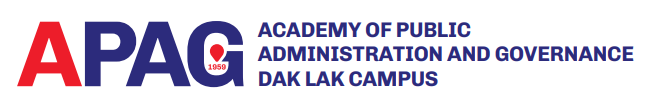 APAG
1959
ACADEMY OF PUBLIC
ADMINISTRATION AND GOVERNANCE
DAK LAK CAMPUS